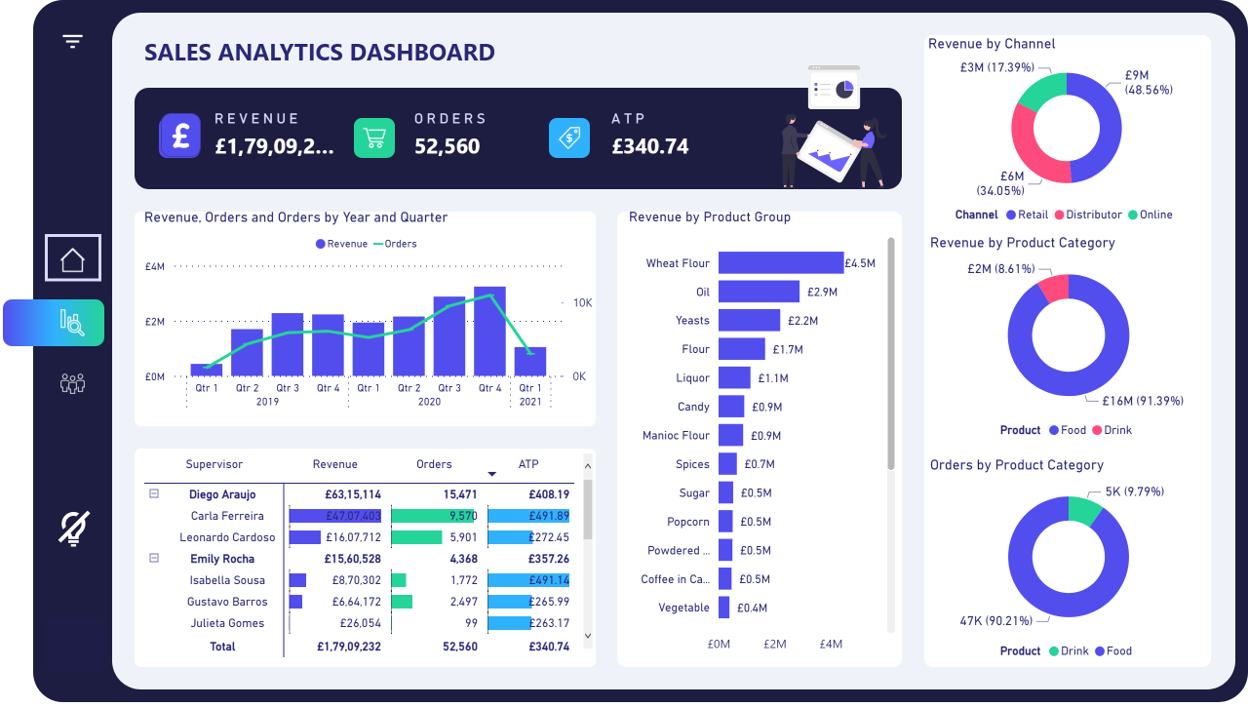 SALES ANALYTICS DASHBOARD
£
REVENUE
£1,79,09,2...
ORDERS
52,560
$
ATP
£340.74
Revenue, Orders and Orders by Year and Quarter
Revenue Orders
£4M
£2M
£0M
10K
0K
Qtr 1 Qtr 2 Qtr 3 Qtr 4 Qtr 1 Qtr 2 Qtr 3 Qtr 4 Qtr 1
2019 2020 2021
Supervisor Revenue Orders ATP
Diego Araujo £63,15,114 15,471 £408.19
Carla Ferreira £47,07,403 9,570 £491.89
Leonardo Cardoso £16,07,712 5,901 £272.45
Emily Rocha £15,60,528 4,368 £357.26
Isabella Sousa £8,70,302 1,772 £491.14
Gustavo Barros £6,64,172 2,497 £265.99
Julieta Gomes £26,054 99 £263.17
Total £1,79,09,232 52,560 £340.74
Revenue by Product Group
Wheat Flour £4.5M
Oil £2.9M
Yeasts £2.2M
Flour £1.7M
Liquor £1.1M
Candy £0.9M
Manioc Flour £0.9M
Spices £0.7M
Sugar £0.5M
Popcorn £0.5M
Powdered ... £0.5M
Coffee in Ca... £0.5M
Vegetable £0.4M
£0M £2M £4M
Revenue by Channel
£3M (17.39%)
£9M
(48.56%)
£6M
(34.05%)
Channel Retail Distributor Online
Revenue by Product Category
£2M (8.61%)
£16M (91.39%)
Product Food Drink
Orders by Product Category
5K (9.79%)
47K (90.21%)
Product Drink Food